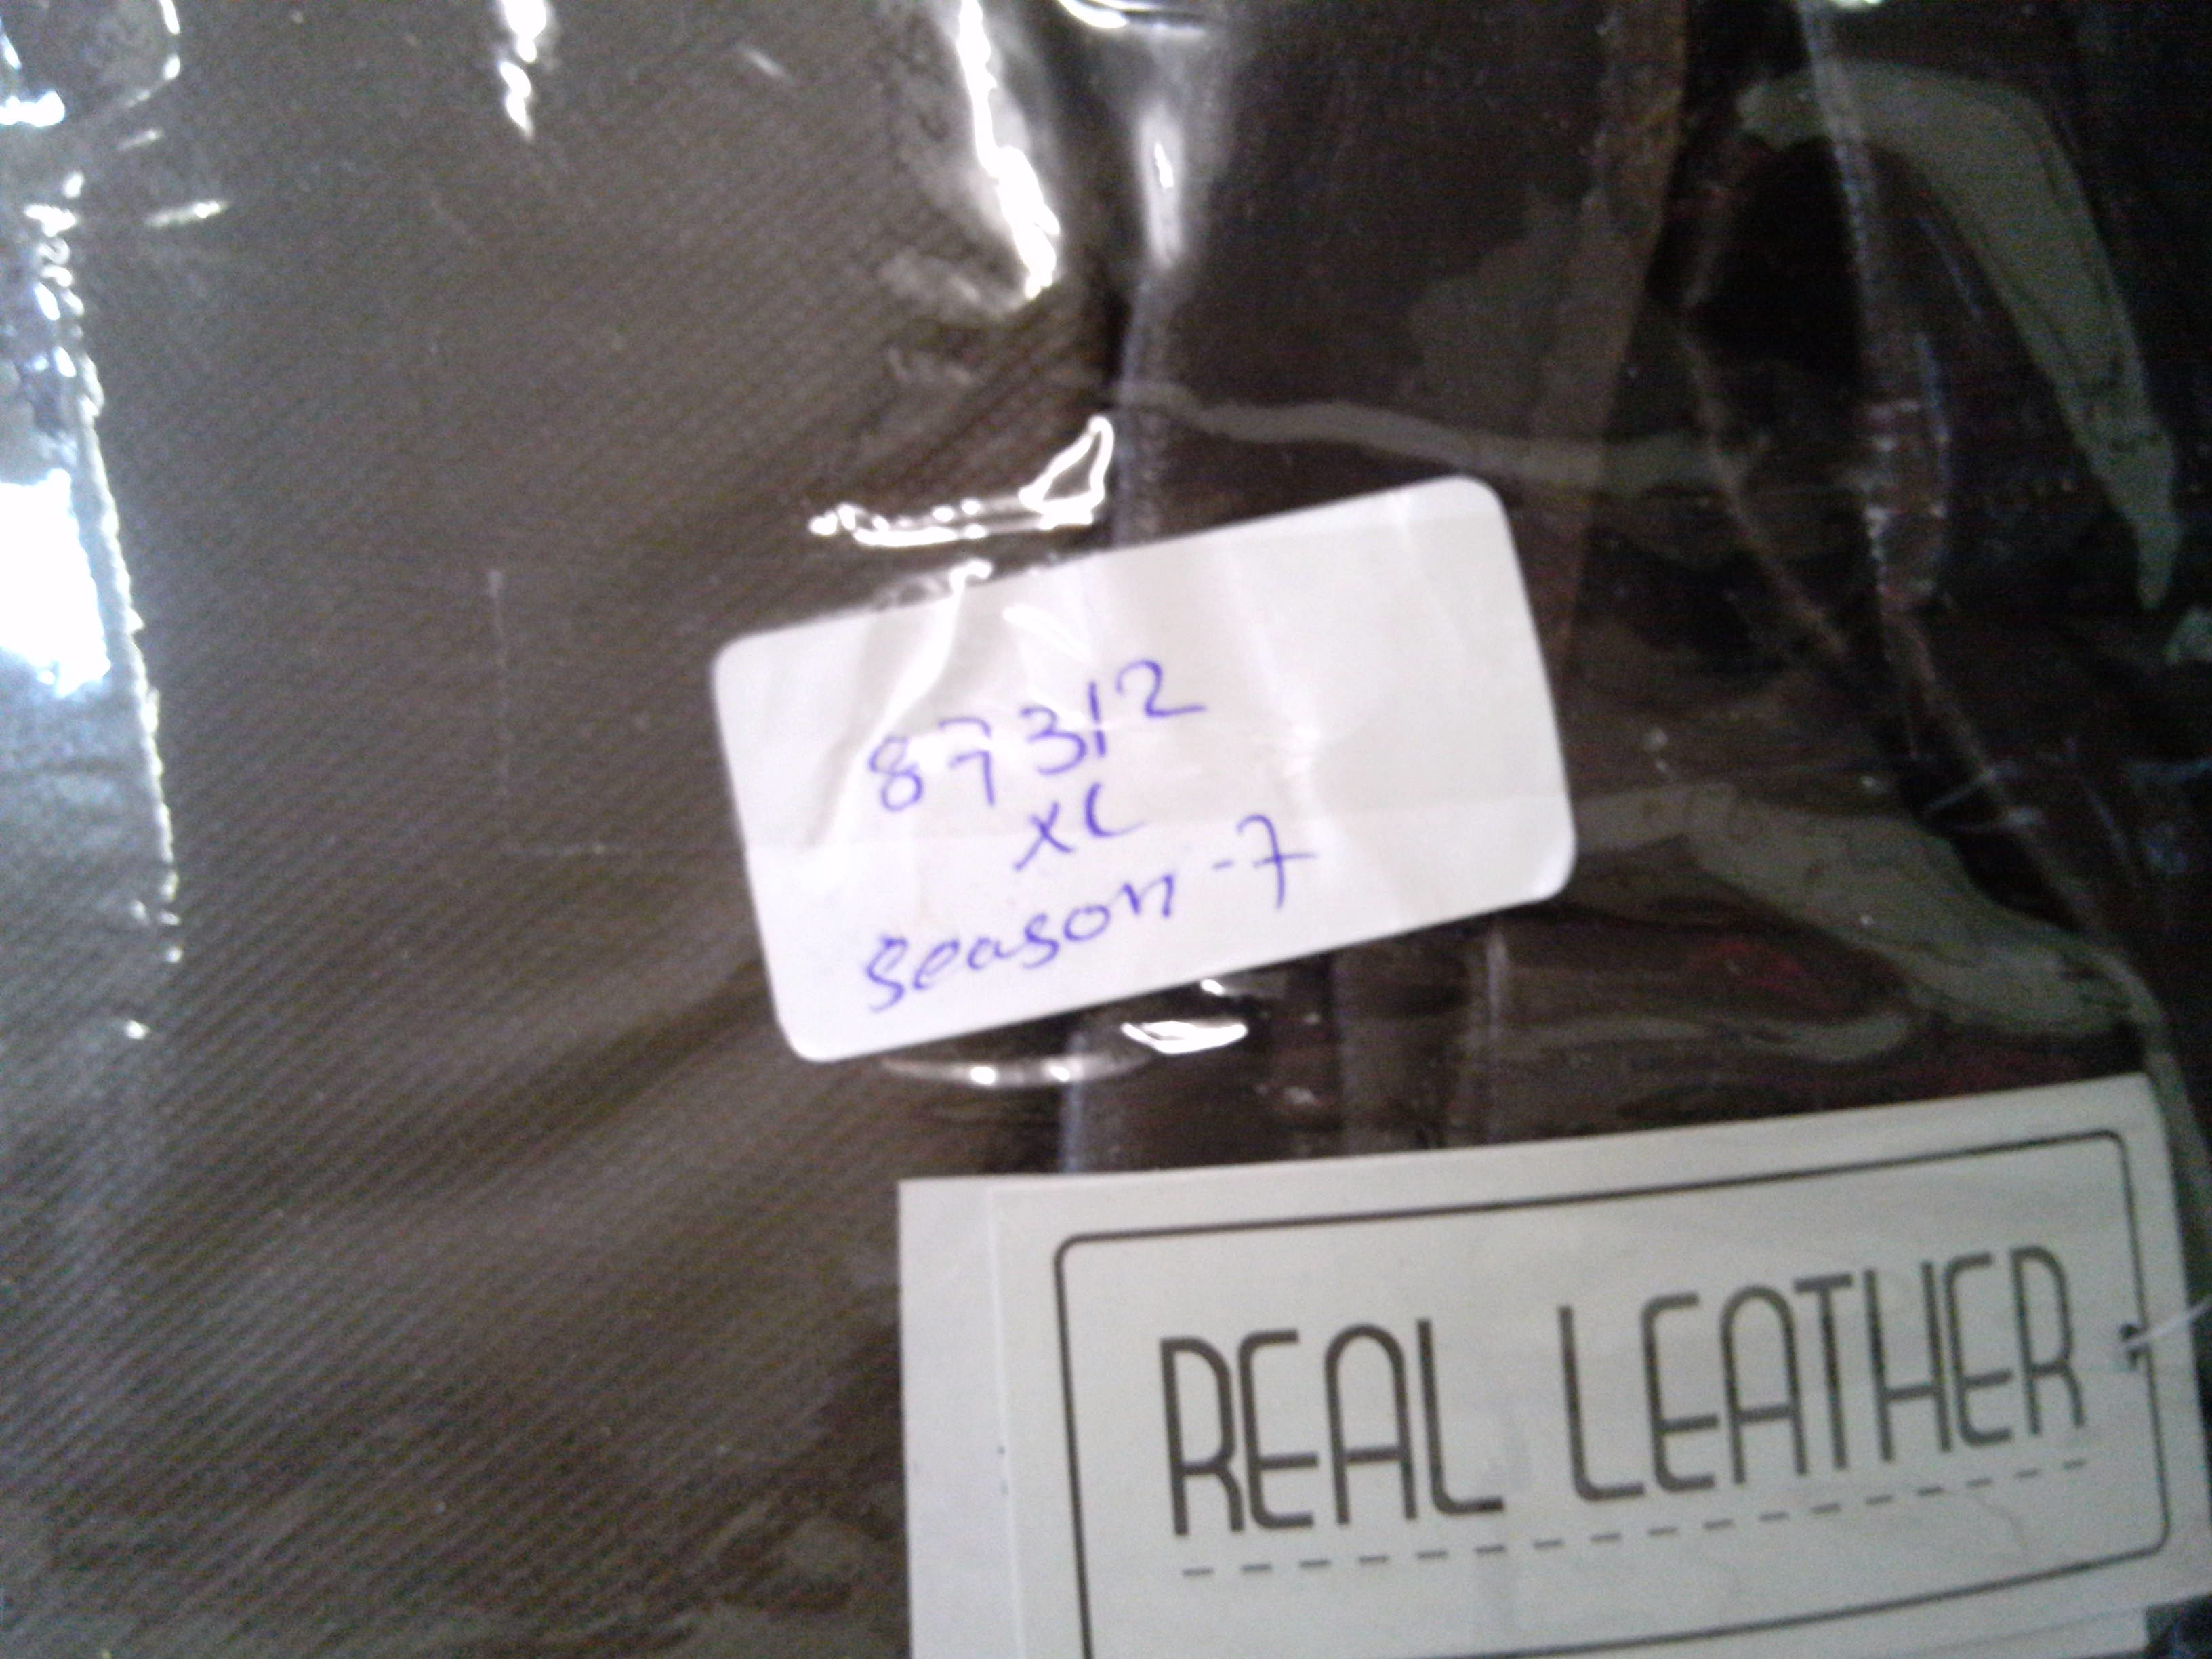 87312
XL
season-7
REAL LEATHER